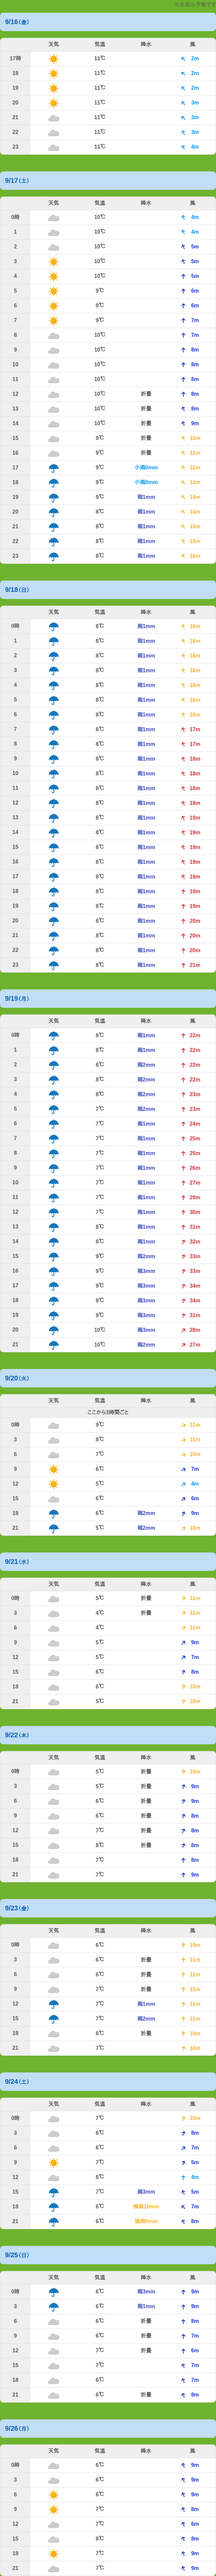 の予報です
9/16(金)
天気 気温 降水 風
17時 11℃ 2m
18 11℃ 2m
19 11℃ 2m
20 11℃ 3m
21 11℃ 3m
22 11℃ 3m
23 11℃ 4m
9/17(土)
天気 気温 降水 風
0時 10℃ 4m
1 10℃ 4m
2 10℃ 5m
3 10℃ 5m
4 10℃ 5m
5 9℃ 6m
6 9℃ 6m
7 9℃ 7m
8 10℃ 7m
9 10℃ 8m
10 10℃ 8m
11 10℃ 8m
12 10℃ 折畳 8m
13 10℃ 折畳 8m
14 10℃ 折畳 9m
15 9℃ 折畳 10m
16 9℃ 折畳 11m
17 9℃ 小雨0mm 12m
18 9℃ 小雨0mm 13m
19 9℃ 雨1mm 14m
20 8℃ 雨1mm 14m
21 8℃ 雨1mm 15m
22 8℃ 雨1mm 15m
23 8℃ 雨1mm 16m
9/18(日)
天気 気温 降水 風
0時 8℃ 雨1mm 16m
1 8℃ 雨1mm 16m
2 8℃ 雨1mm 16m
3 8℃ 雨1mm 16m
4 8℃ 雨1mm 16m
5 8℃ 雨1mm 16m
6 8℃ 雨1mm 16m
7 8℃ 雨1mm 17m
8 8℃ 雨1mm 17m
9 8℃ 雨1mm 18m
10 8℃ 雨1mm 18m
11 8℃ 雨1mm 18m
12 8℃ 雨1mm 18m
13 8℃ 雨1mm 19m
14 8℃ 雨1mm 19m
15 8℃ 雨1mm 19m
16 8℃ 雨1mm 19m
17 8℃ 雨1mm 19m
18 8℃ 雨1mm 19m
19 8℃ 雨1mm 19m
20 8℃ 雨1mm 20m
21 8℃ 雨1mm 20m
22 8℃ 雨1mm 20m
23 8℃ 雨1mm 21m
9/19(月)
天気 気温 降水 風
0時 8℃ 雨1mm 22m
1 8℃ 雨1mm 22m
2 8℃ 雨2mm 22m
3 8℃ 雨2mm 22m
4 8℃ 雨2mm 23m
5 7℃ 雨2mm 23m
6 7℃ 雨1mm 24m
7 7℃ 雨1mm 25m
8 7℃ 雨1mm 25m
9 7℃ 雨1mm 26m
10 7℃ 雨1mm 27m
11 7℃ 雨1mm 29m
12 7℃ 雨1mm 30m
13 8℃ 雨1mm 31m
14 8℃ 雨1mm 32m
15 9℃ 雨2mm 33m
16 9℃ 雨3mm 33m
17 9℃ 雨3mm 34m
18 9℃ 雨3mm 34m
19 9℃ 雨3mm 31m
20 10℃ 雨3mm 28m
21 10℃ 雨2mm 27m
9/20(火)
天気 気温 降水 風
ここから3時間ごと
0時 9℃ 11m
3 8℃ 11m
6 7℃ 10m
9 6℃ 7m
12 5℃ 4m
15 6℃ 6m
18 6℃ 雨2mm 9m
21 5℃ 雨2mm 10m
9/21(水)
天気 気温 降水 風
0時 5℃ 折畳 11m
3 4℃ 折畳 11m
6 4℃ 11m
9 5℃ 9m
12 5℃ 7m
15 6℃ 8m
18 6℃ 10m
21 5℃ 10m
9/22(木)
天気 気温 降水 風
0時 5℃ 折畳 10m
3 5℃ 折畳 9m
6 6℃ 折畳 9m
9 6℃ 折畳 8m
12 7℃ 折畳 8m
15 8℃ 折畳 8m
18 7℃ 8m
21 7℃ 9m
9/23(金)
天気 気温 降水 風
0時 6℃ 10m
3 6℃ 折畳 11m
6 6℃ 折畳 11m
9 7℃ 折畳 11m
12 7℃ 雨1mm 11m
15 7℃ 雨2mm 11m
18 8℃ 折畳 10m
21 7℃ 10m
9/24(土)
天気 気温 降水 風
0時 7℃ 10m
3 6℃ 8m
6 6℃ 7m
9 7℃ 5m
12 8℃ 4m
15 7℃ 雨3mm 5m
18 6℃ 強雨10mm 7m
21 6℃ 強雨8mm 8m
9/25(日)
天気 気温 降水 風
0時 6℃ 雨3mm 9m
3 6℃ 雨1mm 9m
6 6℃ 折畳 8m
9 6℃ 折畳 7m
12 7℃ 折畳 6m
15 7℃ 7m
18 6℃ 7m
21 6℃ 折畳 8m
9/26(月)
天気 気温 降水 風
0時 6℃ 9m
3 6℃ 9m
6 6℃ 9m
9 7℃ 8m
12 7℃ 6m
15 8℃ 8m
18 7℃ 9m
21 7℃ 9m